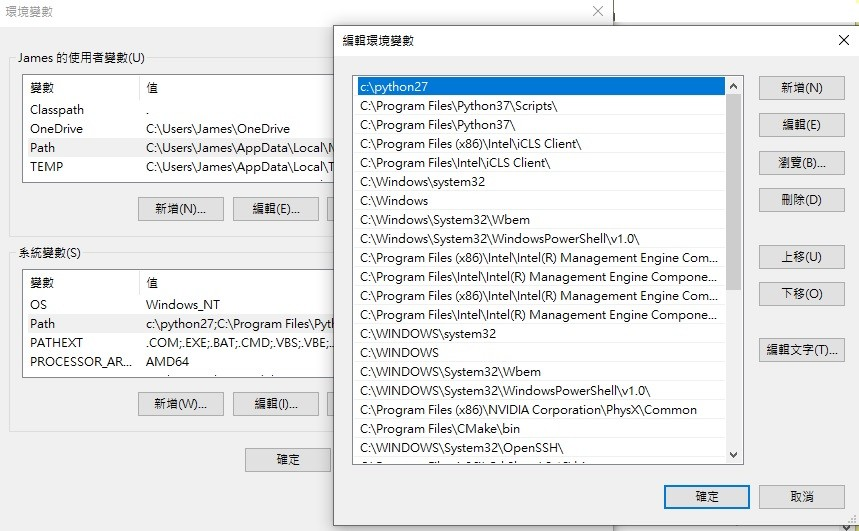 環境變數
James 的使用者變數(U)
變數 值
Classpath .
OneDrive C:\Users\James\OneDrive
Path C:\Users\James\AppData\Local\M
TEMP C:\Users\James\AppData\Local\T
新增(N)... 編輯(E)...
系統變數(S)
變數 值
OS Windows_NT
Path c:\python27;C:\Program Files\Pyth
PATHEXT .COM;.EXE;.BAT;.CMD;.VBS;.VBE;.
PROCESSOR_AR... AMD64
新增(W)... 編輯(I)...
確定
編輯環境變數
c:\python27
C:\Program Files\Python37\Scripts\
C:\Program Files\Python37\
C:\Program Files (x86)\Intel\iCLS Client\
C:\Program Files\Intel\iCLS Client\
C:\Windows\system32
C:\Windows
C:\Windows\System32\Wbem
C:\Windows\System32\WindowsPowerShell\v1.0\
C:\Program Files (x86)\Intel\Intel(R) Management Engine Com...
C:\Program Files\Intel\Intel(R) Management Engine Compone...
C:\Program Files (x86)\Intel\Intel(R) Management Engine Com...
C:\Program Files\Intel\Intel(R) Management Engine Compone...
C:\WINDOWS\system32
C:\WINDOWS
C:\WINDOWS\System32\Wbem
C:\WINDOWS\System32\WindowsPowerShell\v1.0\
C:\Program Files (x86)\NVIDIA Corporation\PhysX\Common
C:\Program Files\CMake\bin
C:\WINDOWS\System32\OpenSSH\
新增(N)
編輯(E)
瀏覽(B)...
刪除(D)
上移(U)
下移(O)
編輯文字(T)...
確定
取消